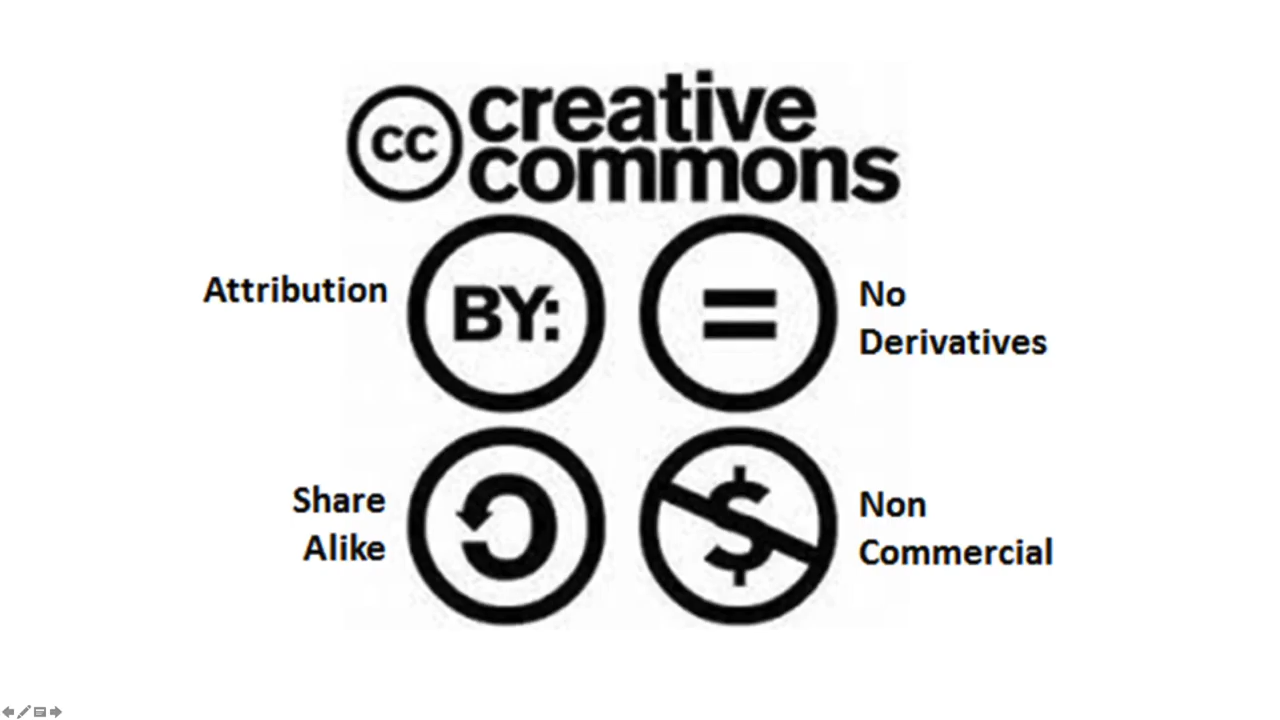 cc creative
commons
Attribution
BY:
=
No
Derivatives
Share
Alike
$
Non
Commercial